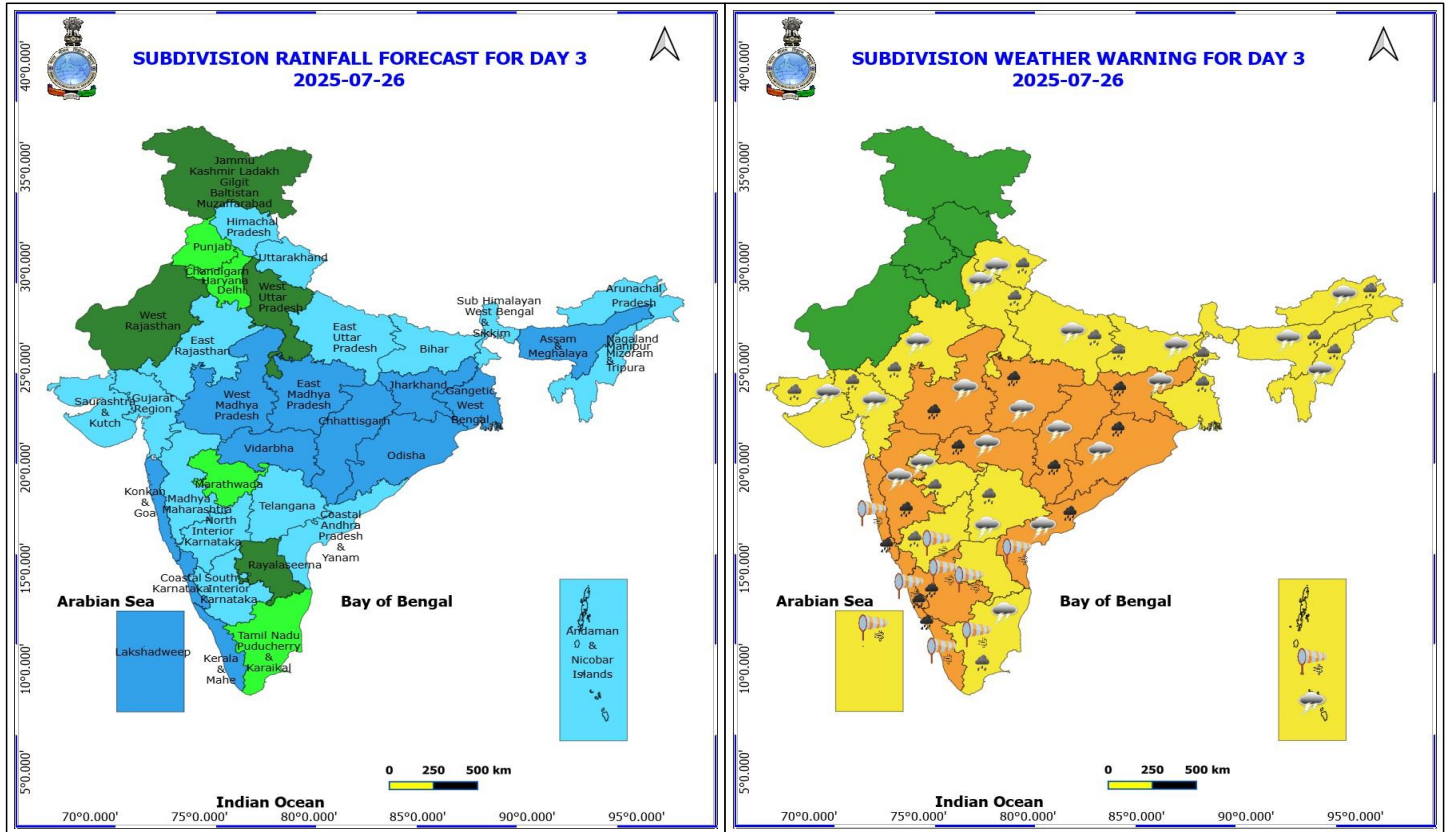 SUBDIVISION RAINFALL FORECAST FOR DAY 3
2025-07-26
40°0.000'
35°0.000'
30°0.000'
25°0.000'
20°0.000'
15°0.000'
10°0.000'
5°0.000'
Jammu
Kashmir Ladakh
Gilgit
Baltistan
Muzaffarabad
Himachal
Pradesh
Punjab
Uttarakhand
Chandigarh
Haryana
Delhi
West
Uttar
Pradesh
West
Rajasthan
East
Rajasthan
East
Uttar
Pradesh
Bihar
Sub Himalayan
West Bengal
&
Sikkim
Arunachal
Pradesh
Assam
&
Meghalaya
Nagaland
Manipur
Mizoram
&
Tripura
Saurashtra
&
Kutch
Gujarat
Region
West
Madhya
Pradesh
East
Madhya
Pradesh
Jharkhand
Gangetic
West
Bengal
Chhattisgarh
Vidarbha
Odisha
Marathwada
Konkan
&
Goa
Madhya
Maharashtra
North
Interior
Karnataka
Telangana
Coastal
Andhra
Pradesh
&
Yanam
Rayalaseema
Coastal
Karnataka
South
Interior
Karnataka
Arabian Sea
Bay of Bengal
Lakshadweep
Kerala
&
Mahe
Tamil Nadu
Puducherry
&
Karaikal
Andaman
&
Nicobar
Islands
0 250 500 km
Indian Ocean
70°0.000' 75°0.000' 80°0.000' 85°0.000' 90°0.000' 95°0.000'
SUBDIVISION WEATHER WARNING FOR DAY 3
2025-07-26
40°0.000'
35°0.000'
30°0.000'
25°0.000'
20°0.000'
15°0.000'
10°0.000'
5°0.000'
Arabian Sea
Bay of Bengal
0 250 500 km
Indian Ocean
70°0.000' 75°0.000' 80°0.000' 85°0.000' 90°0.000' 95°0.000'